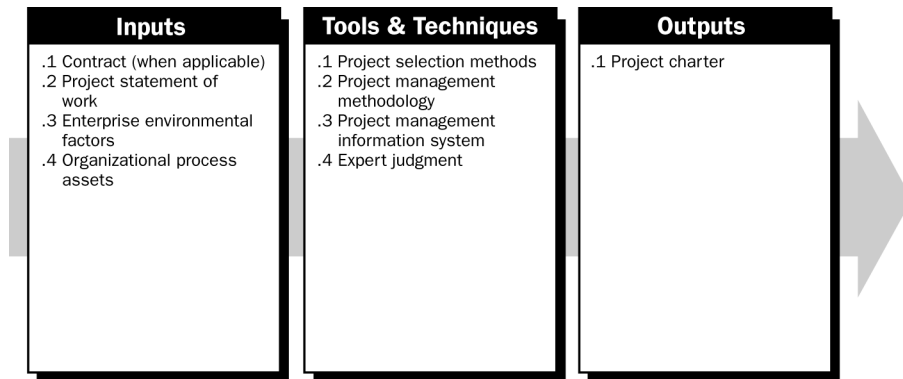 Inputs
.1 Contract (when applicable)
.2 Project statement of
work
.3 Enterprise environmental
factors
.4 Organizational process
assets
Tools & Techniques
.1 Project selection methods
.2 Project management
methodology
.3 Project management
information system
.4 Expert judgment
Outputs
.1 Project charter